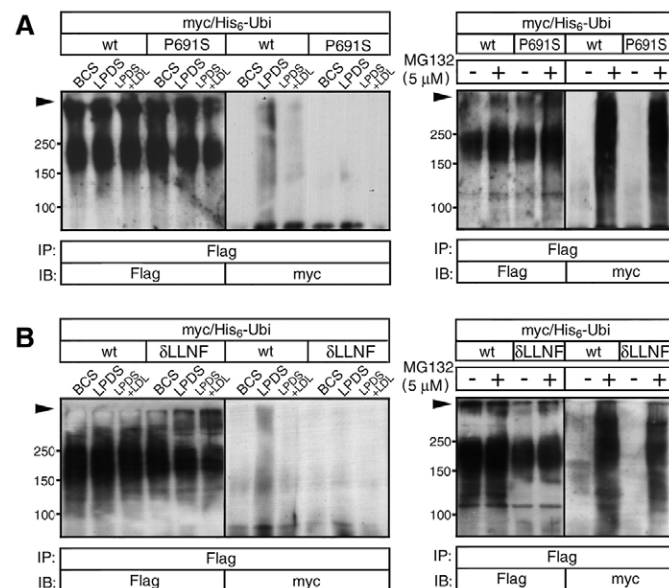 A
myc/His6-Ubi
wt P691S wt P691S
BCS LPDS LPDS +LDL BCS LPDS LPDS +LDL BCS LPDS LPDS +LDL BCS LPDS LPDS +LDL
250
150
100
IP: Flag
IB: Flag myc
myc/His6-Ubi
wt P691S wt P691S
MG132 (5 μM) - + - + - + - +
250
150
100
IP: Flag
IB: Flag myc
B
myc/His6-Ubi
wt δLLNF wt δLLNF
BCS LPDS LPDS +LDL BCS LPDS LPDS +LDL BCS LPDS LPDS +LDL BCS LPDS LPDS +LDL
250
150
100
IP: Flag
IB: Flag myc
myc/His6-Ubi
wt δLLNF wt δLLNF
MG132 (5 μM) - + - + - + - +
250
150
100
IP: Flag
IB: Flag myc